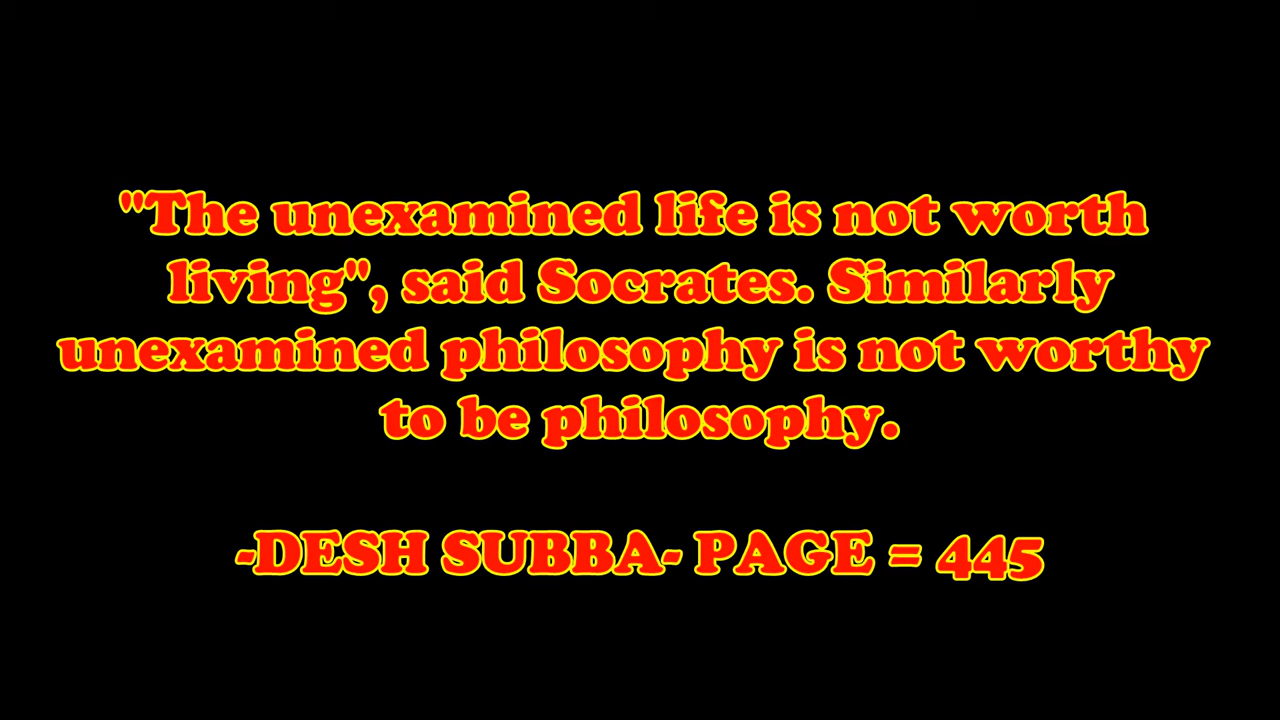 "The unexamined life is not worth
living", said Socrates. Similarly
unexamined philosophy is not worthy
to be philosophy.
-DESH SUBBA- PAGE = 445